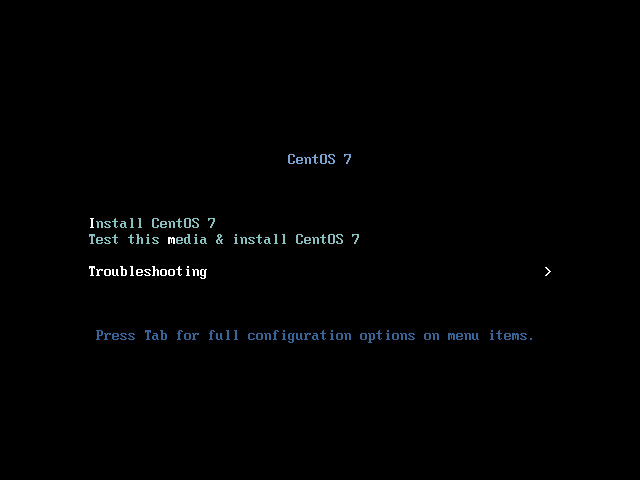 CentOS 7
Install CentOS 7
Test this media & install CentOS 7
Troubleshooting >
Press Tab for full configuration options on menu items.